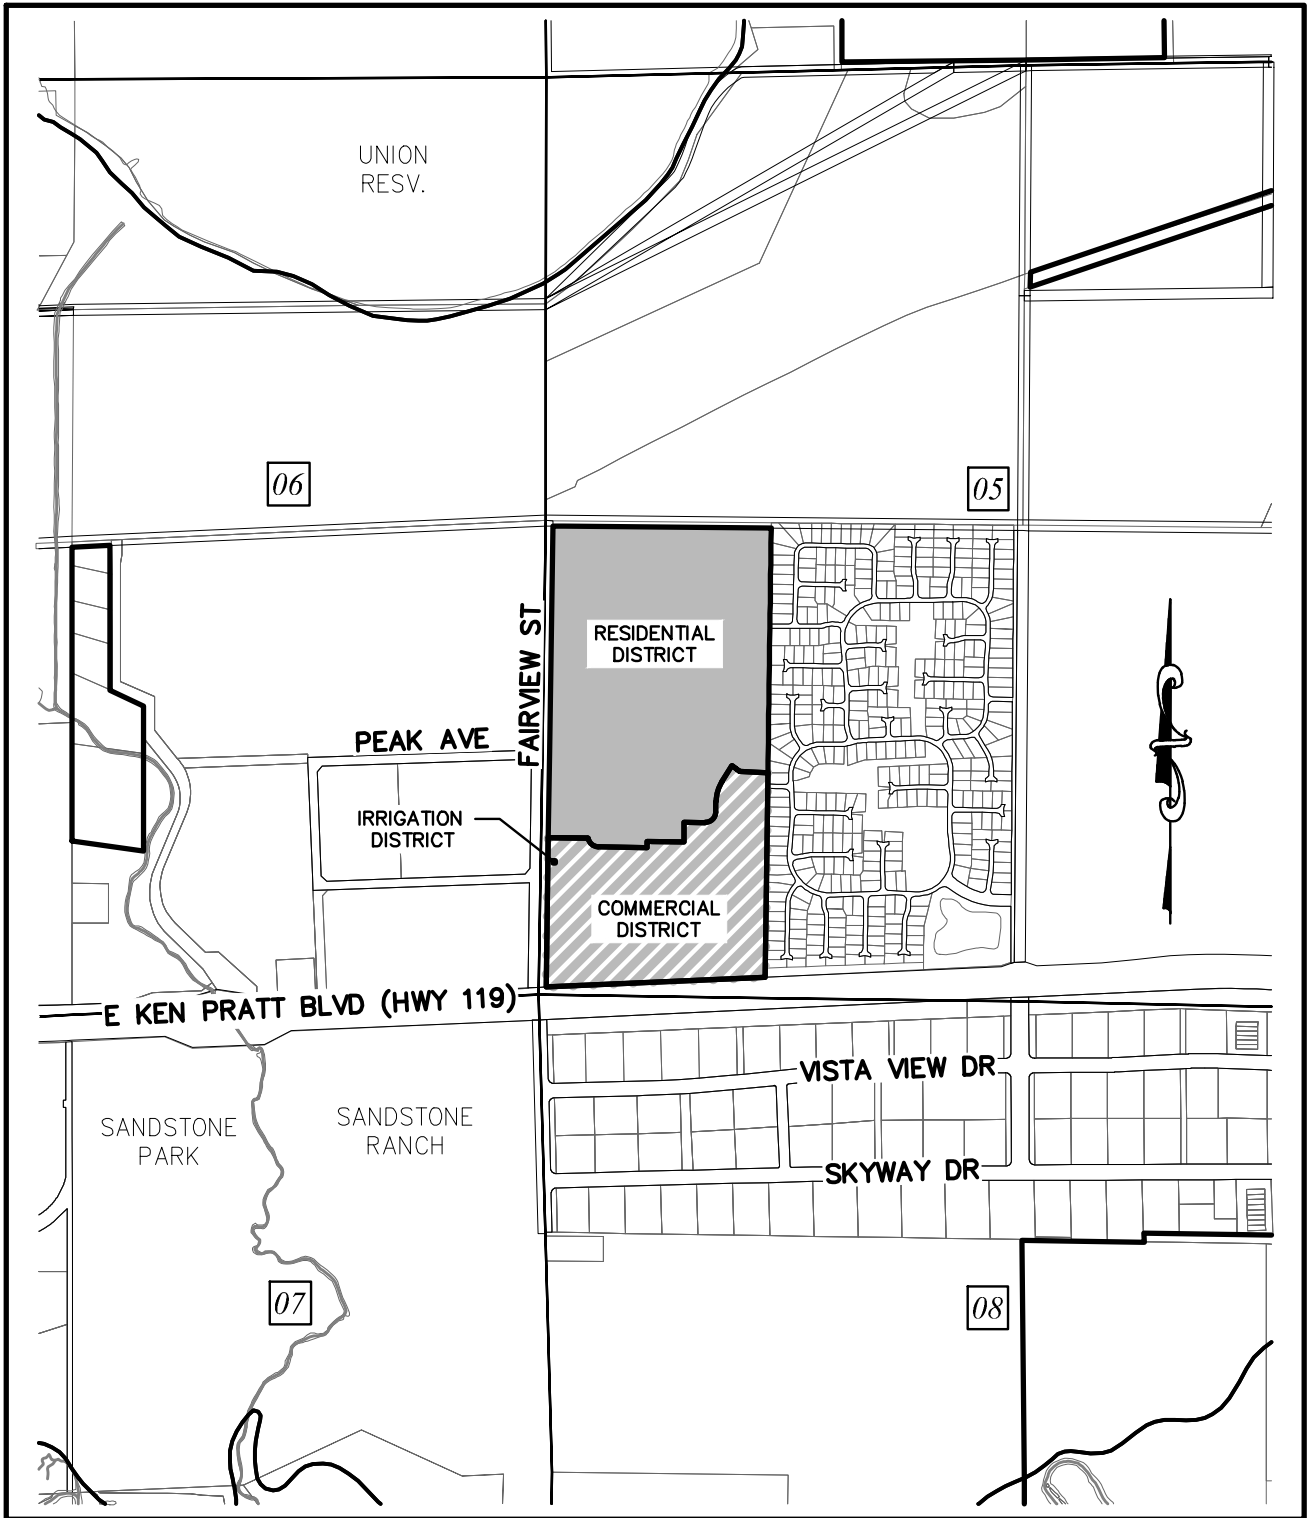 UNION
RESV.
06
05
FAIRVIEW ST
RESIDENTIAL
DISTRICT
PEAK AVE
IRRIGATION
DISTRICT
COMMERCIAL
DISTRICT
E KEN PRATT BLVD (HWY 119)
VISTA VIEW DR
SANDSTONE
PARK
SANDSTONE
RANCH
SKYWAY DR
07
08